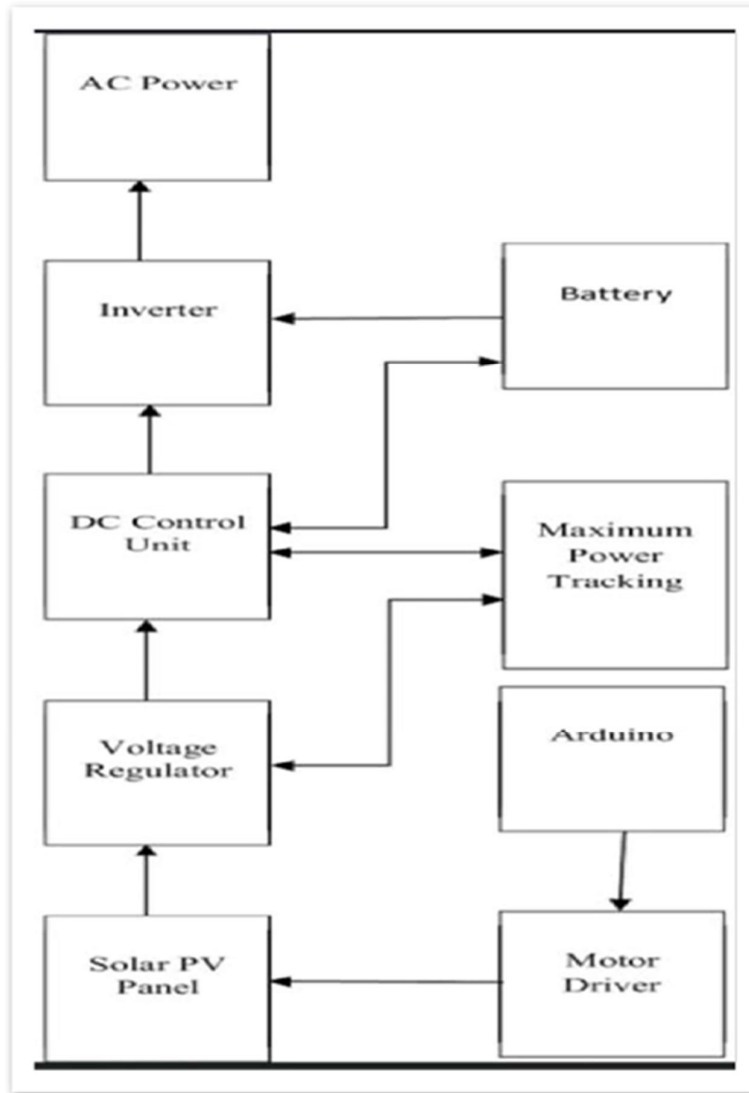 AC Power
Inverter
Battery
DC Control
Unit
Maximum
Power
Tracking
Voltage
Regulator
Arduino
Solar PV
Panel
Motor
Driver